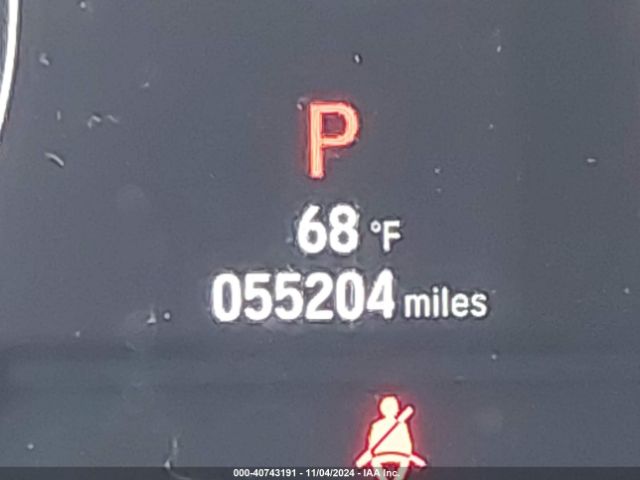 P
68 °F
055204 miles
000-40743191 - 11/04/2024 - IAA Inc.